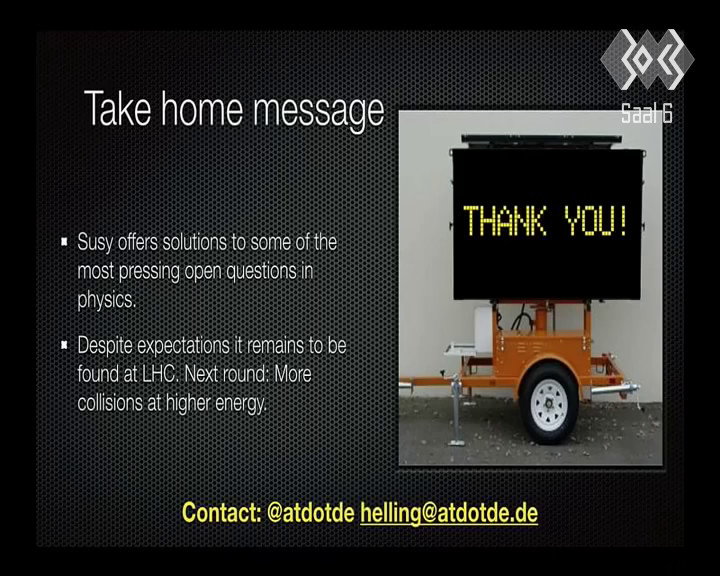 Saal 6
Take home message
THANK YOU!
Susy offers solutions to some of the
most pressing open questions in
physics.
Despite expectations it remains to be
found at LHC. Next round: More
collisions at higher energy.
Contact: @atdotde helling@atdotde.de